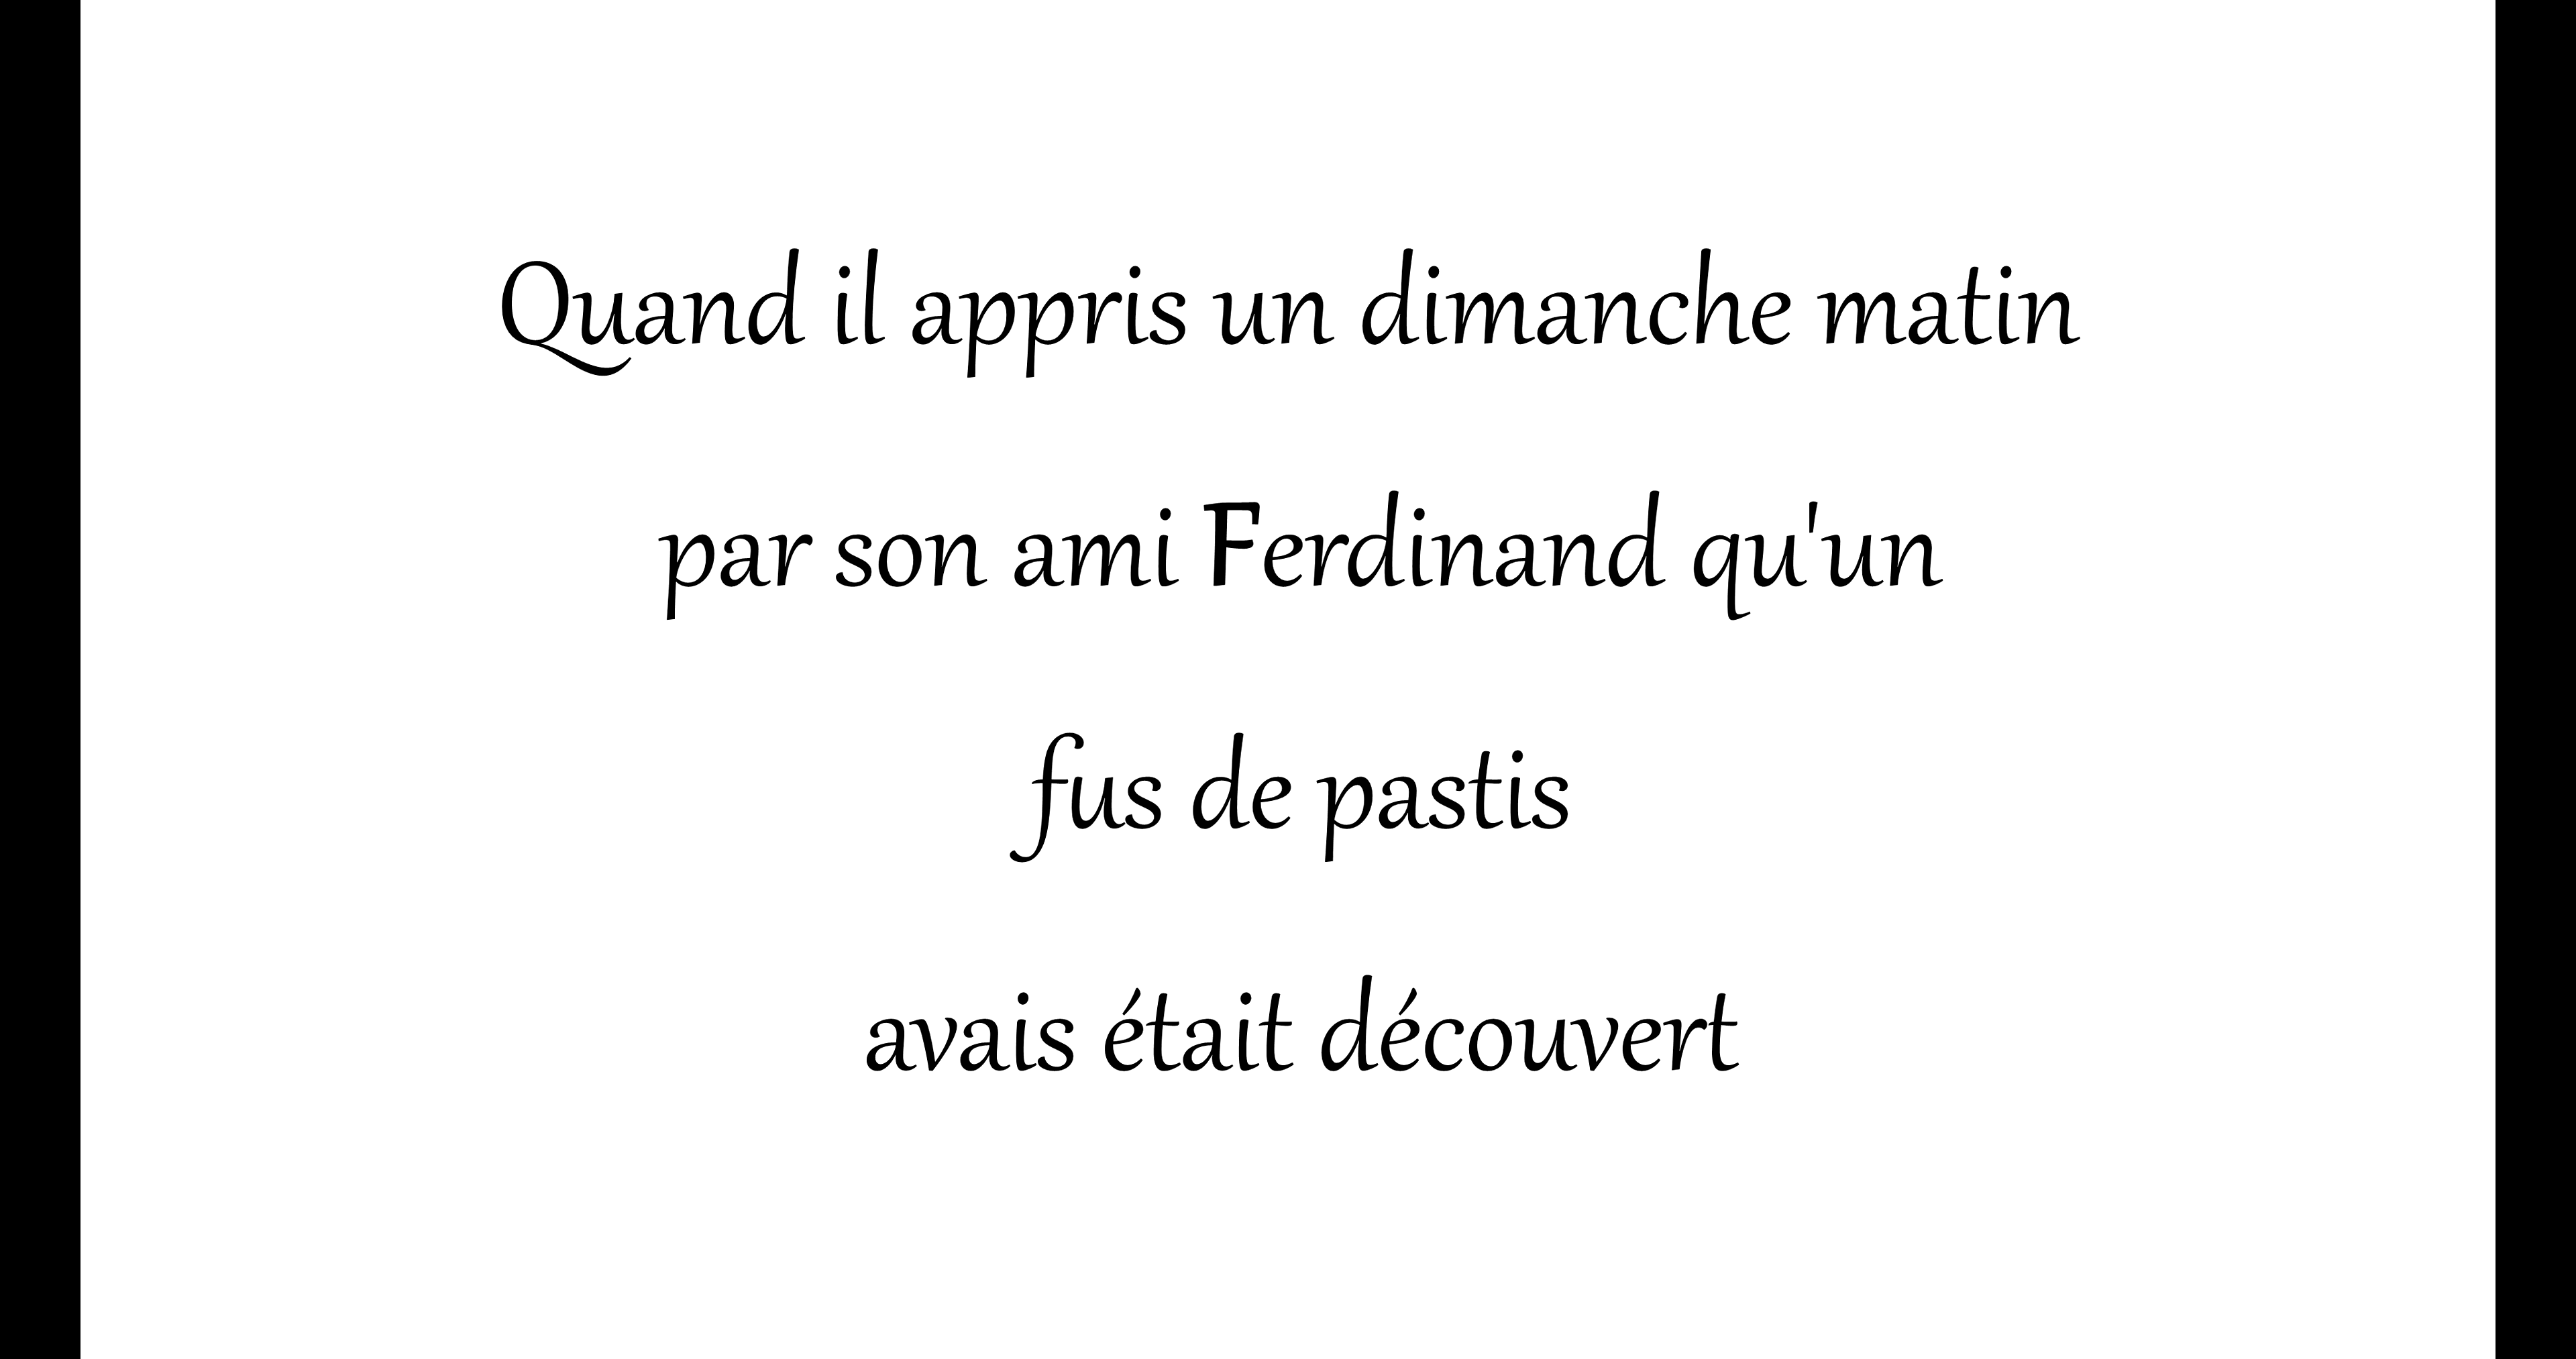 Quand il appris un dimanche matin
par son ami Ferdinand qu'un
fus de pastis
avais était découvert